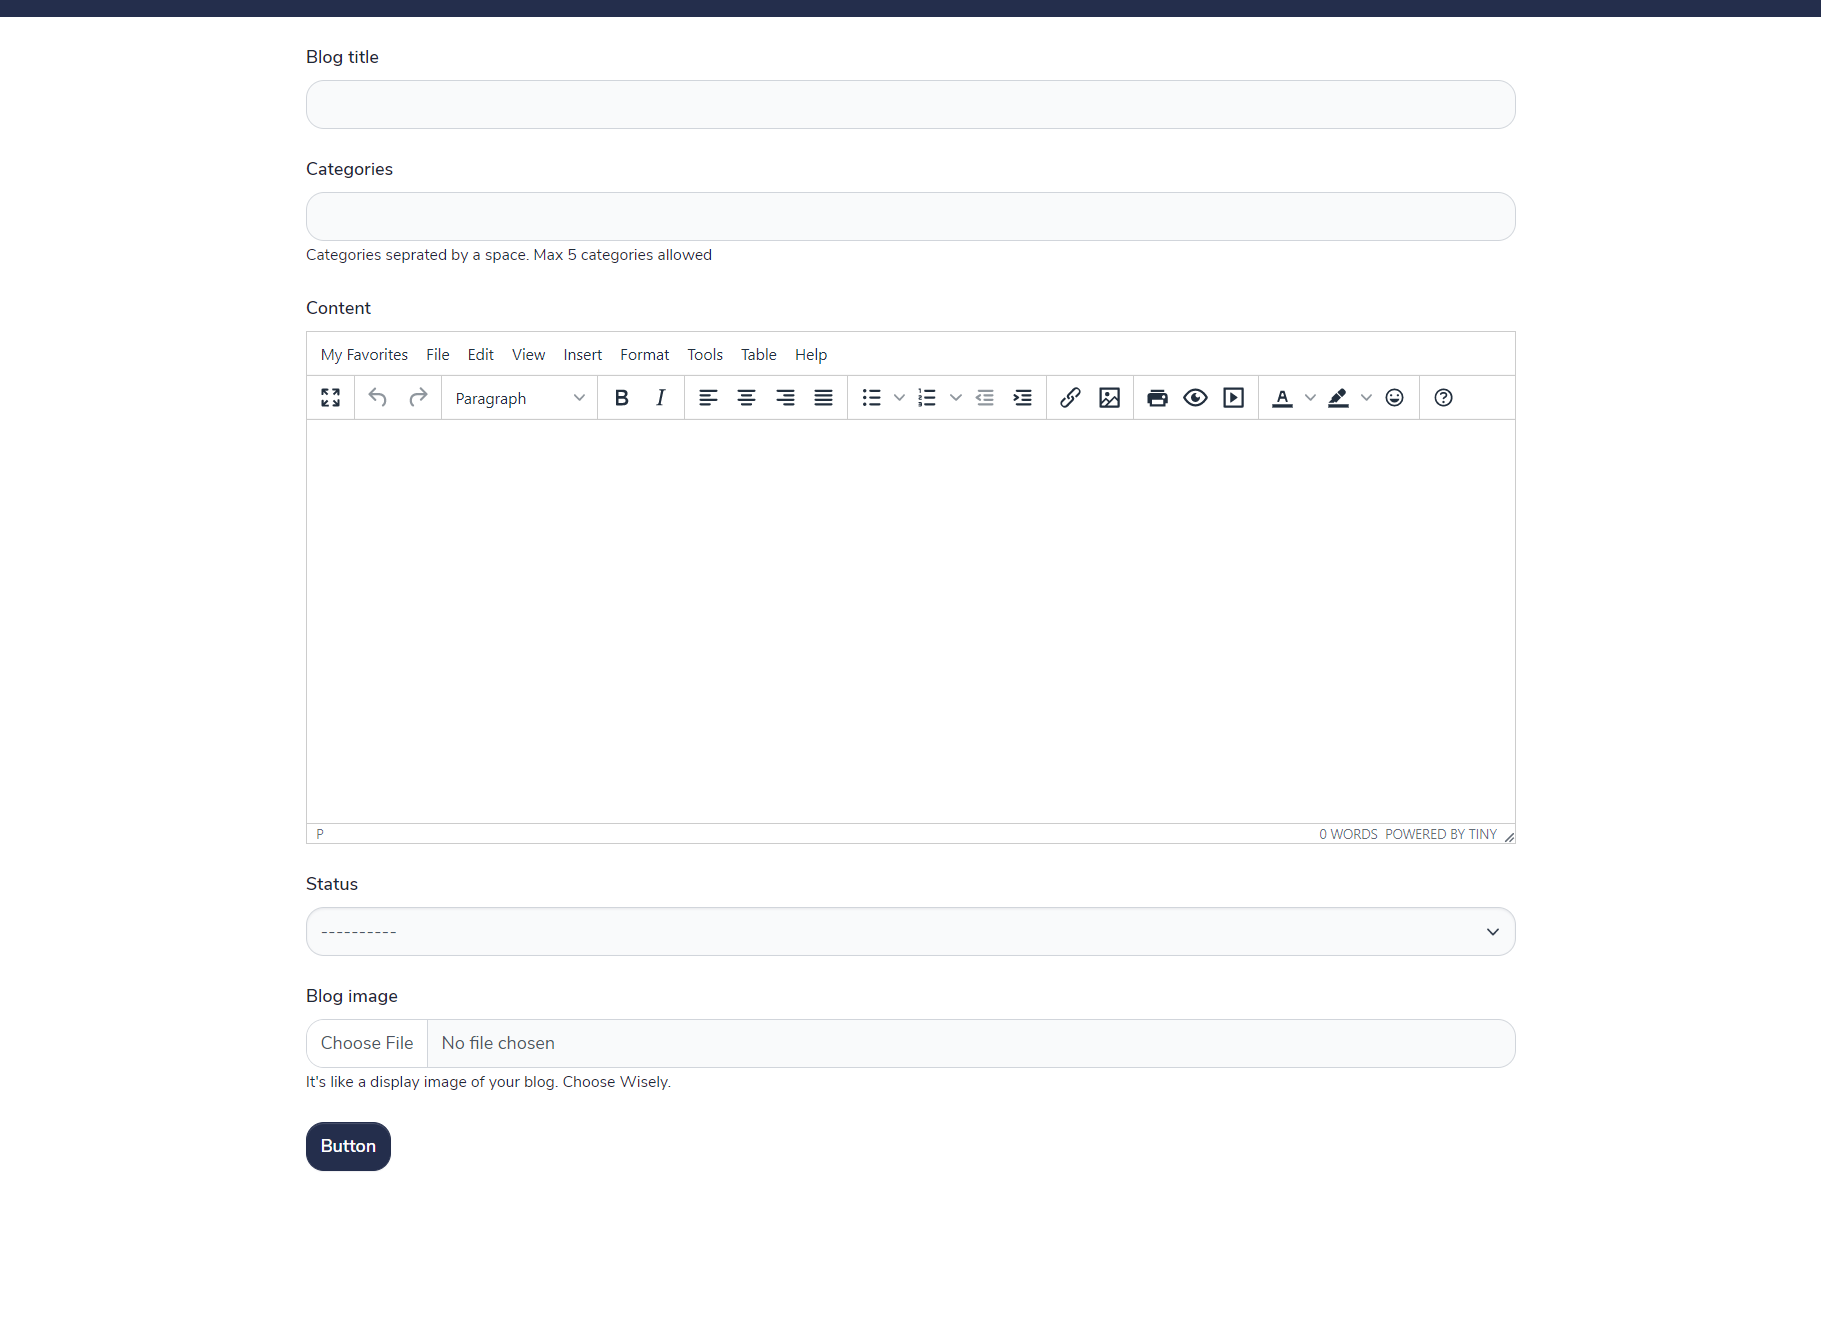 Blog title
Categories
Categories seprated by a space. Max 5 categories allowed
Content
My Favorites File Edit View Insert Format Tools Table Help
Paragraph B I A
P 0 WORDS POWERED BY TINY
Status
----------
Blog image
Choose File No file chosen
It's like a display image of your blog. Choose Wisely.
Button